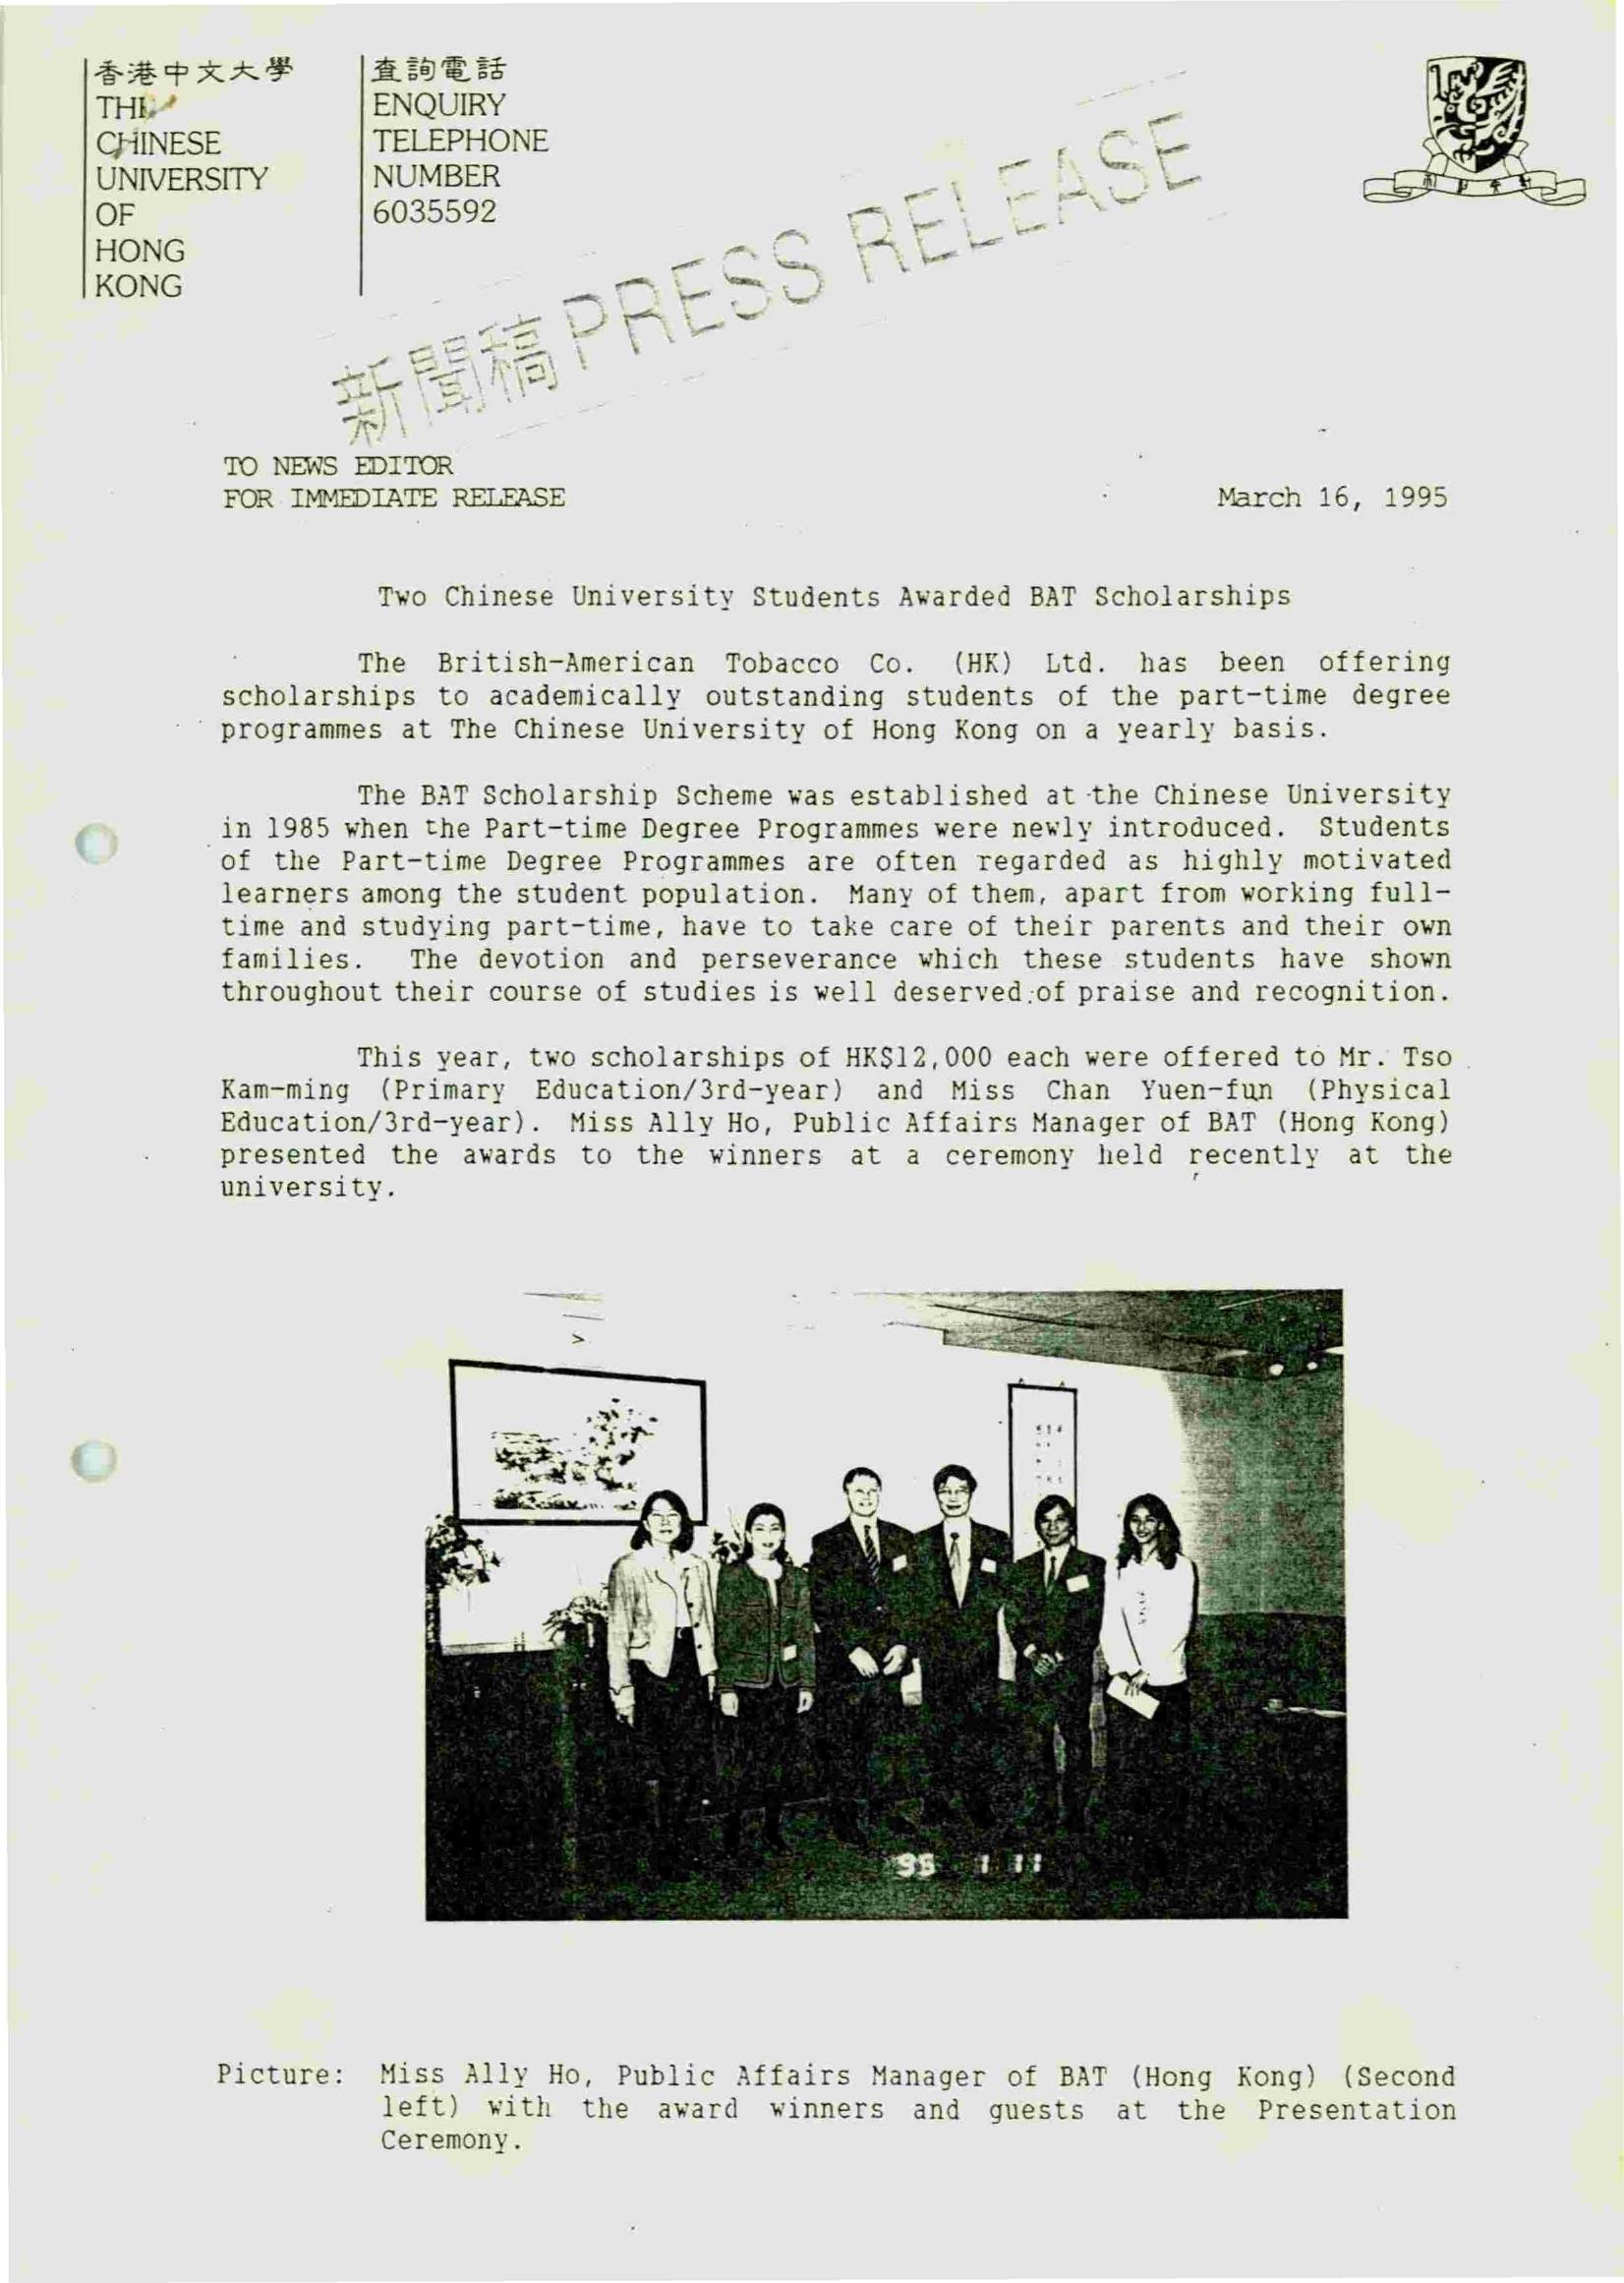 香港中文大學
THE
CHINESE
UNIVERSITY
OF
HONG
KONG
查詢電話
ENQUIRY
TELEPHONE
NUMBER
6035592
新聞稿 PRESS RELEASE
TO NEWS EDITOR
FOR IMMEDIATE RELEASE
March 16, 1995
Two Chinese University Students Awarded BAT Scholarships
The British-American Tobacco Co. (HK) Ltd. has been offering
scholarships to academically outstanding students of the part-time degree
programmes at The Chinese University of Hong Kong on a yearly basis.
The BAT Scholarship Scheme was established at the Chinese University
in 1985 when the Part-time Degree Programmes were newly introduced. Students
of the Part-time Degree Programmes are often regarded as highly motivated
learners among the student population. Many of them, apart from working full-
time and studying part-time, have to take care of their parents and their own
families. The devotion and perseverance which these students have shown
throughout their course of studies is well deserved of praise and recognition.
This year, two scholarships of HK$12,000 each were offered to Mr. Tso
Kam-ming (Primary Education/3rd-year) and Miss Chan Yuen-fun (Physical
Education/3rd-year). Miss Ally Ho, Public Affairs Manager of BAT (Hong Kong)
presented the awards to the winners at a ceremony held recently at the
university.
95 1 11
Picture: Miss Ally Ho, Public Affairs Manager of BAT (Hong Kong) (Second
left) with the award winners and guests at the Presentation
Ceremony.